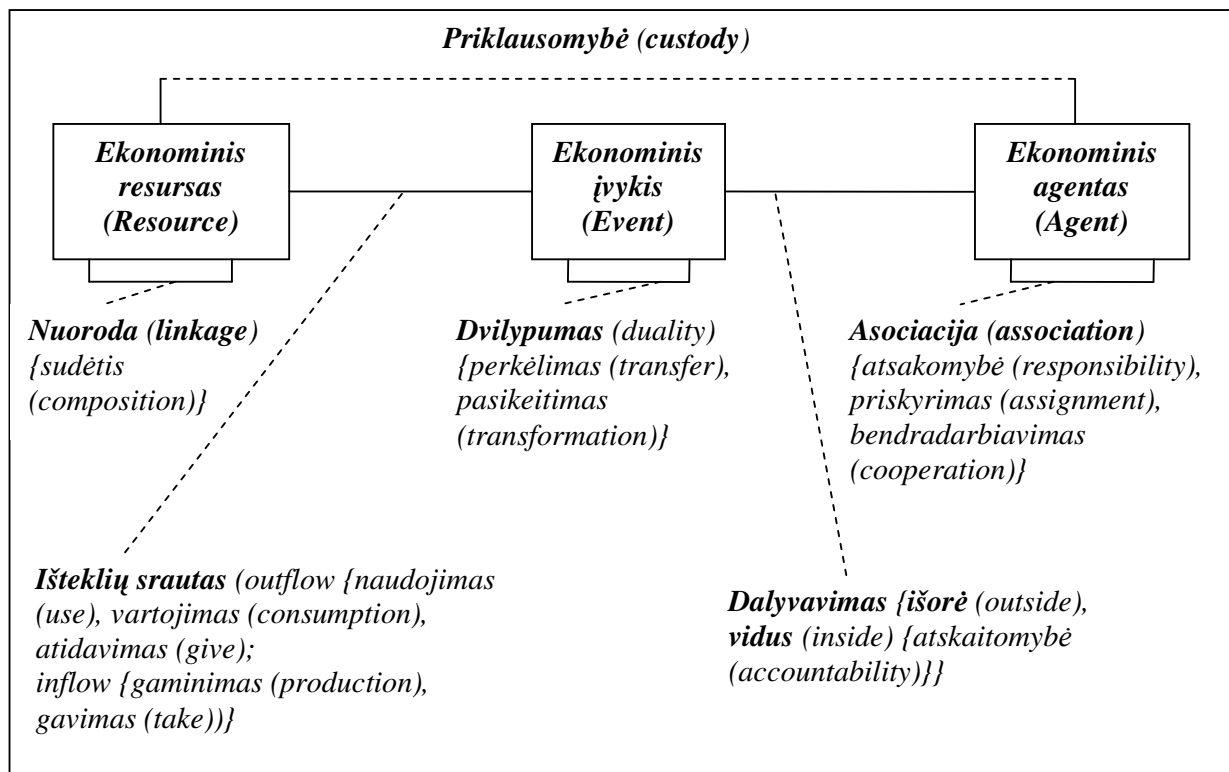 Priklausomybė (custody)
Ekonominis
resursas
(Resource)
Ekonominis
įvykis
(Event)
Ekonominis
agentas
(Agent)
Nuoroda (linkage)
{sudėtis
(composition)}
Dvilypumas (duality)
{perkėlimas (transfer),
pasikeitimas
(transformation)}
Asociacija (association)
{atsakomybė (responsibility),
priskyrimas (assignment),
bendradarbiavimas
(cooperation)}
Išteklių srautas (outflow {naudojimas
(use), vartojimas (consumption),
atidavimas (give);
inflow {gaminimas (production),
gavimas (take))}
Dalyvavimas {išorė (outside),
vidus (inside) {atskaitomybė
(accountability)}}